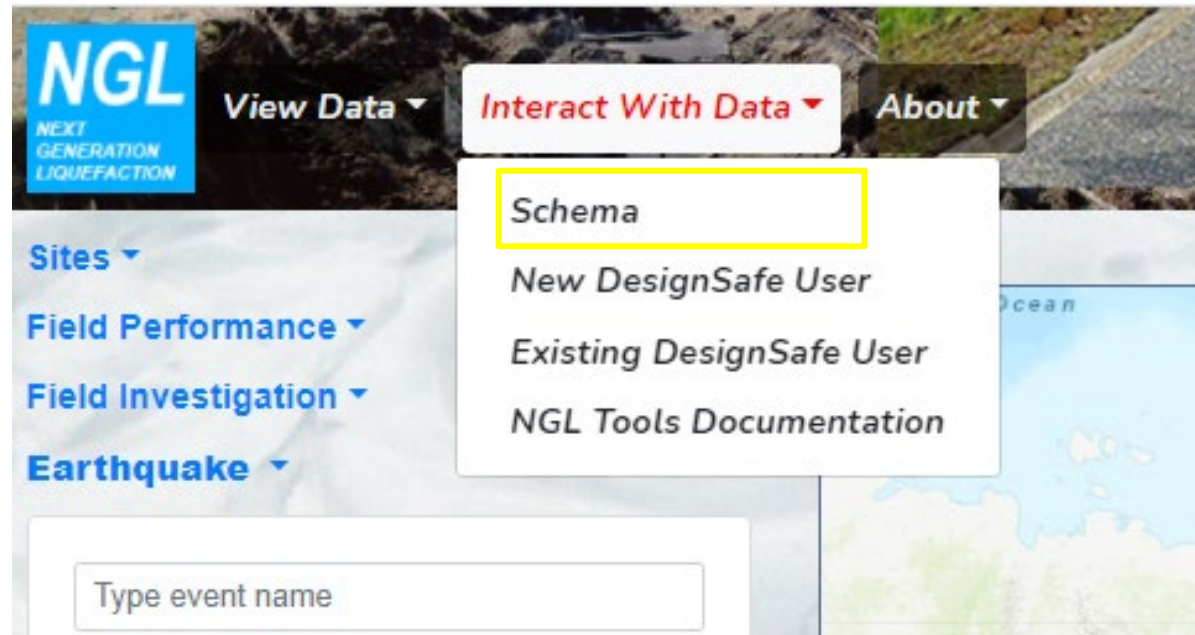 NGL
NEXT
GENERATION
LIQUEFACTION
View Data
Interact With Data
About
Schema
New DesignSafe User
Existing DesignSafe User
NGL Tools Documentation
Sites
Field Performance
Field Investigation
Earthquake
Type event name
Ocean